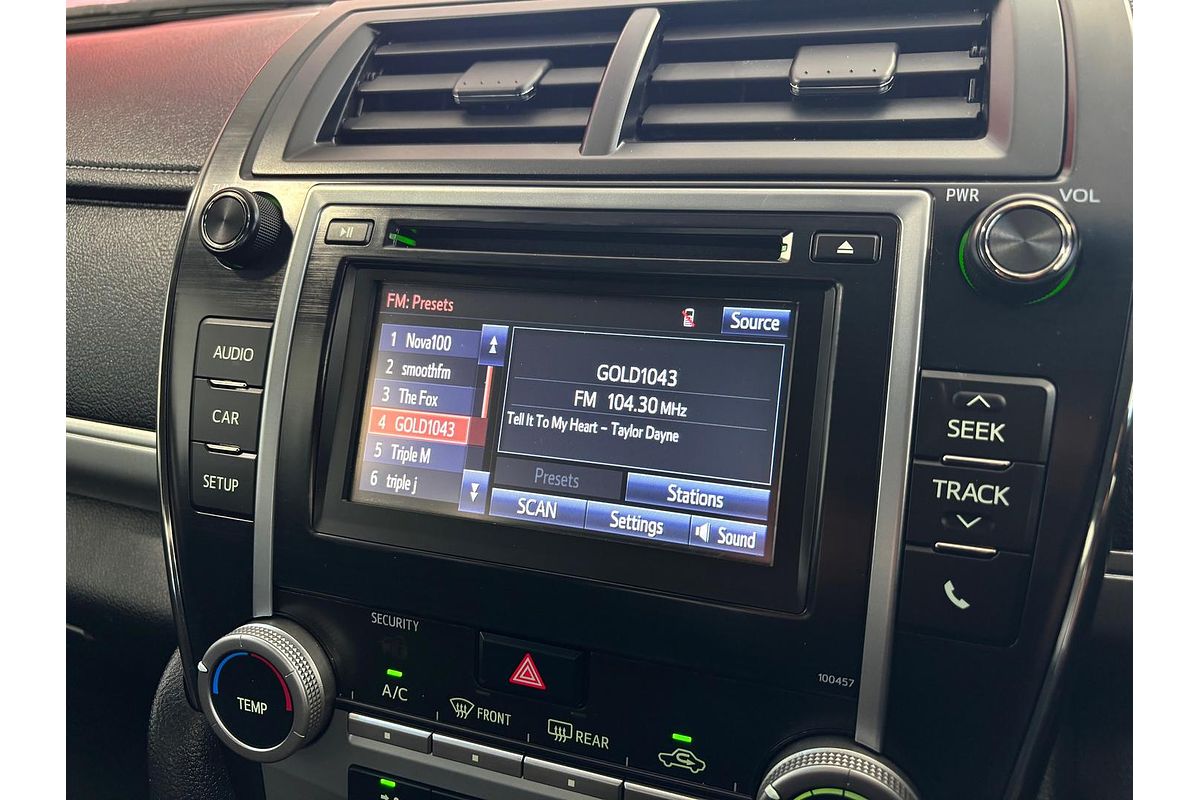 PWR VOL
FM: Presets
Source
1 Nova100
2 smoothfm
3 The Fox
4 GOLD1043
5 Triple M
6 triple j
GOLD1043
FM 104.30 MHz
Tell It To My Heart – Taylor Dayne
Presets
Stations
SCAN
Settings
Sound
AUDIO
CAR
SETUP
SEEK
TRACK
SECURITY
100457
TEMP
A/C
FRONT
REAR